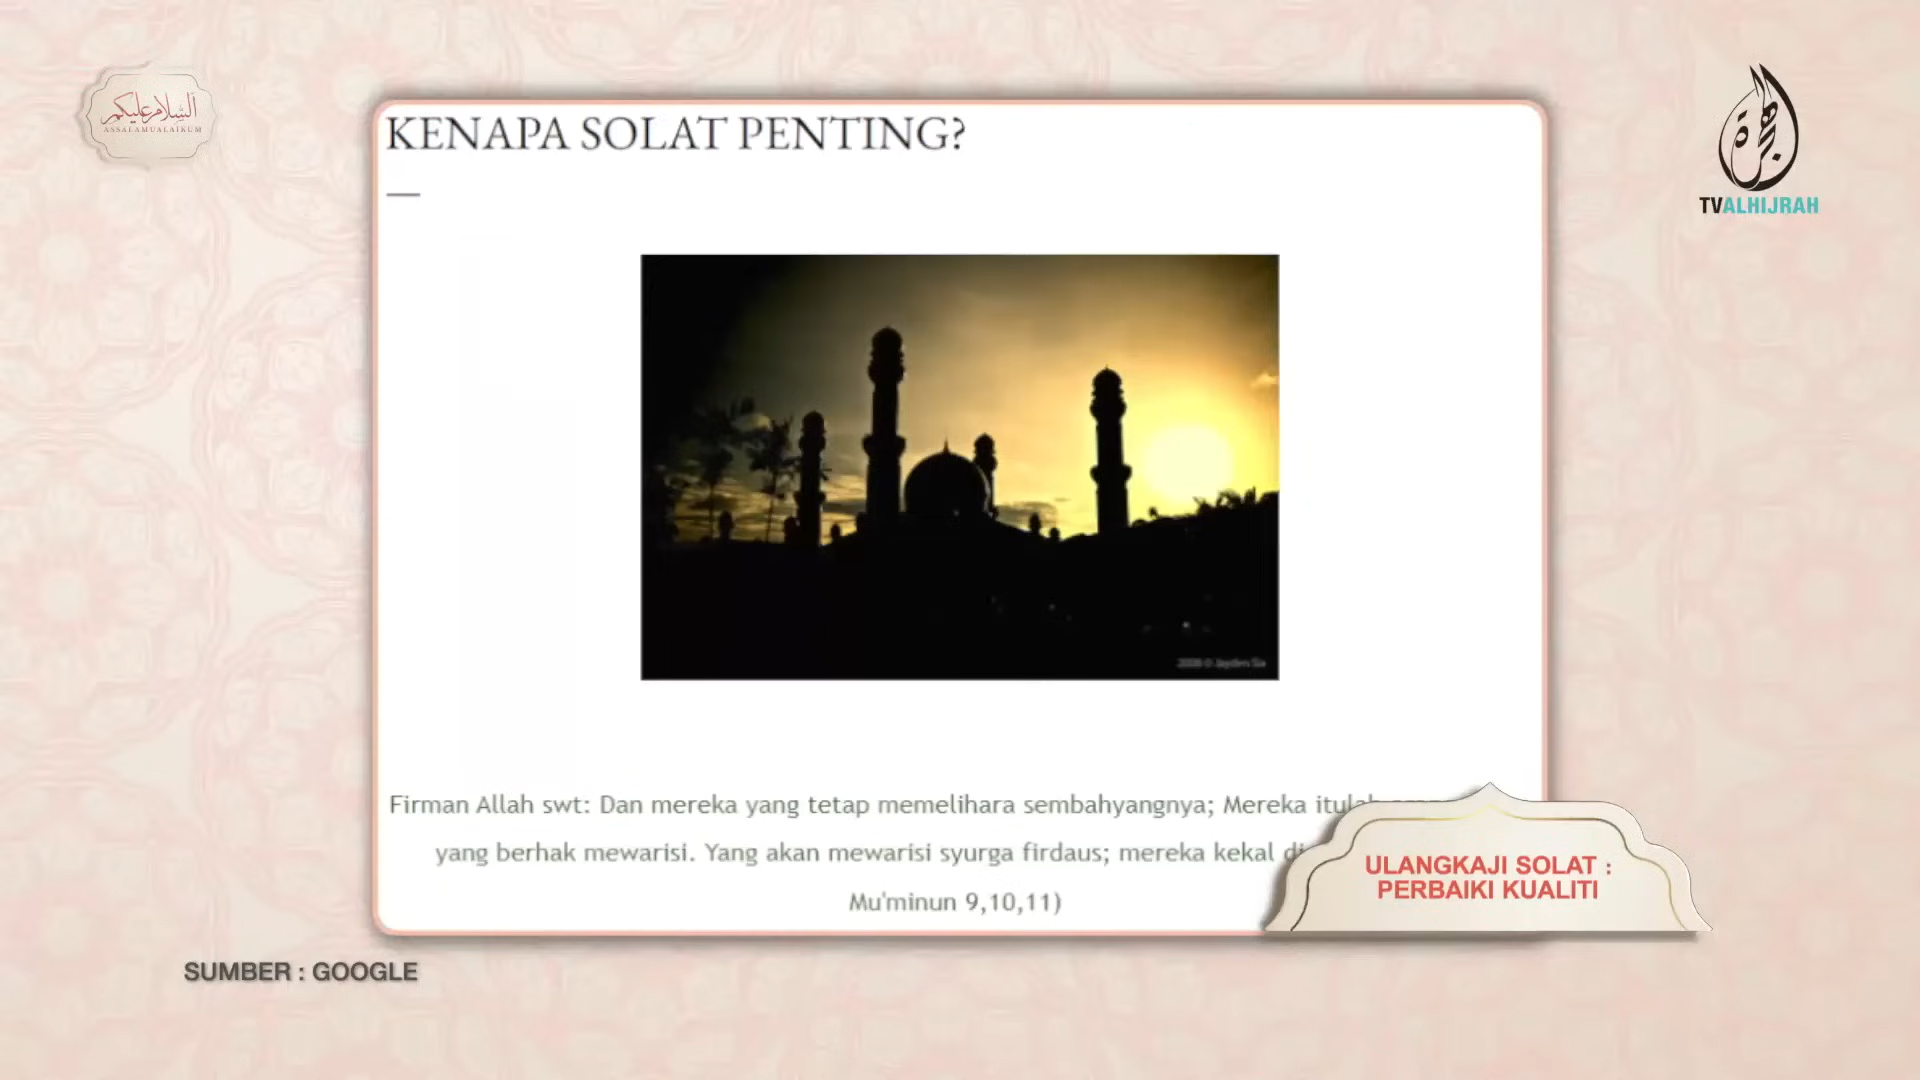 السلام عليكم
ASSALAMUALAIKUM
KENAPA SOLAT PENTING?
TVALHIJRAH
Firman Allah swt: Dan mereka yang tetap memelihara sembahyangnya; Mereka
yang berhak mewarisi. Yang akan mewarisi syurga firdaus; mereka kekal
Mu'minun 9,10,11)
ULANGKAJI SOLAT :
PERBAIKI KUALITI
SUMBER : GOOGLE